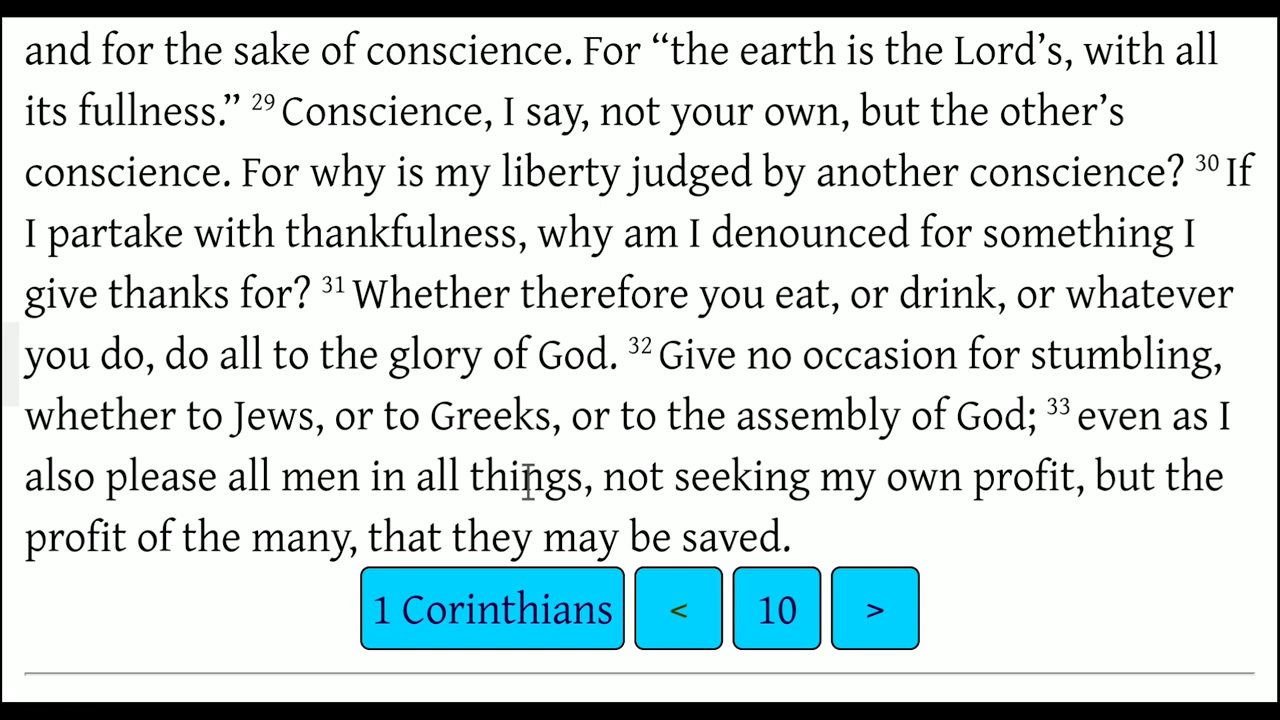 and for the sake of conscience. For “the earth is the Lord’s, with all
its fullness.” 29 Conscience, I say, not your own, but the other’s
conscience. For why is my liberty judged by another conscience? 30 If
I partake with thankfulness, why am I denounced for something I
give thanks for? 31 Whether therefore you eat, or drink, or whatever
you do, do all to the glory of God. 32 Give no occasion for stumbling,
whether to Jews, or to Greeks, or to the assembly of God; 33 even as I
also please all men in all things, not seeking my own profit, but the
profit of the many, that they may be saved.
1 Corinthians < 10 >